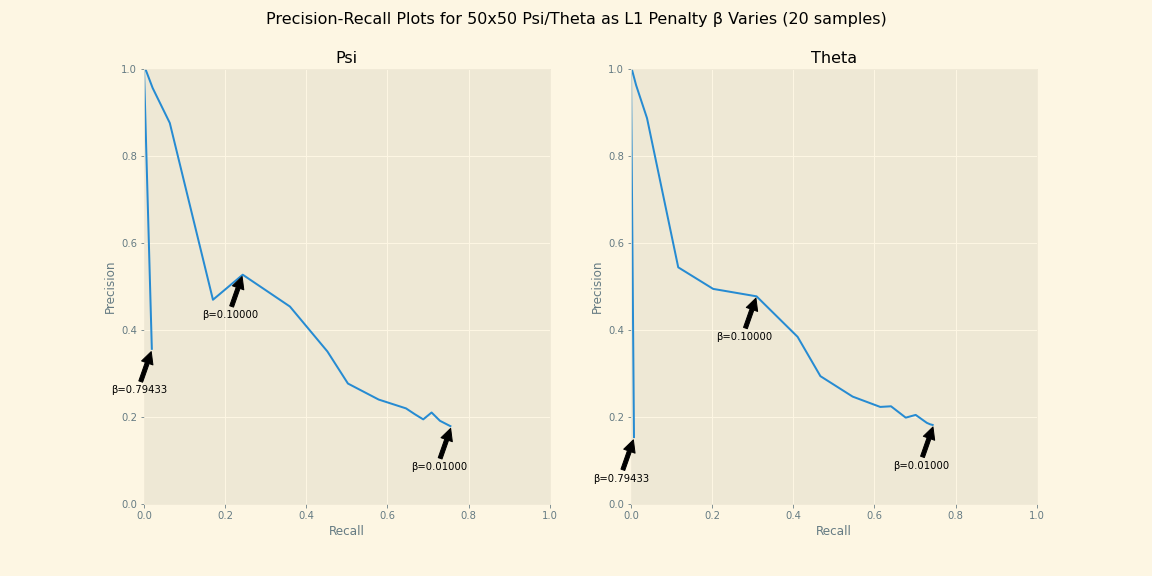 Precision-Recall Plots for 50x50 Psi/Theta as L1 Penalty β Varies (20 samples)
Psi
1.0
0.8
0.6
0.4
0.2
0.0
Precision
0.0 0.2 0.4 0.6 0.8 1.0
Recall
β=0.10000
β=0.79433
β=0.01000
Theta
1.0
0.8
0.6
0.4
0.2
0.0
Precision
0.0 0.2 0.4 0.6 0.8 1.0
Recall
β=0.10000
β=0.79433
β=0.01000